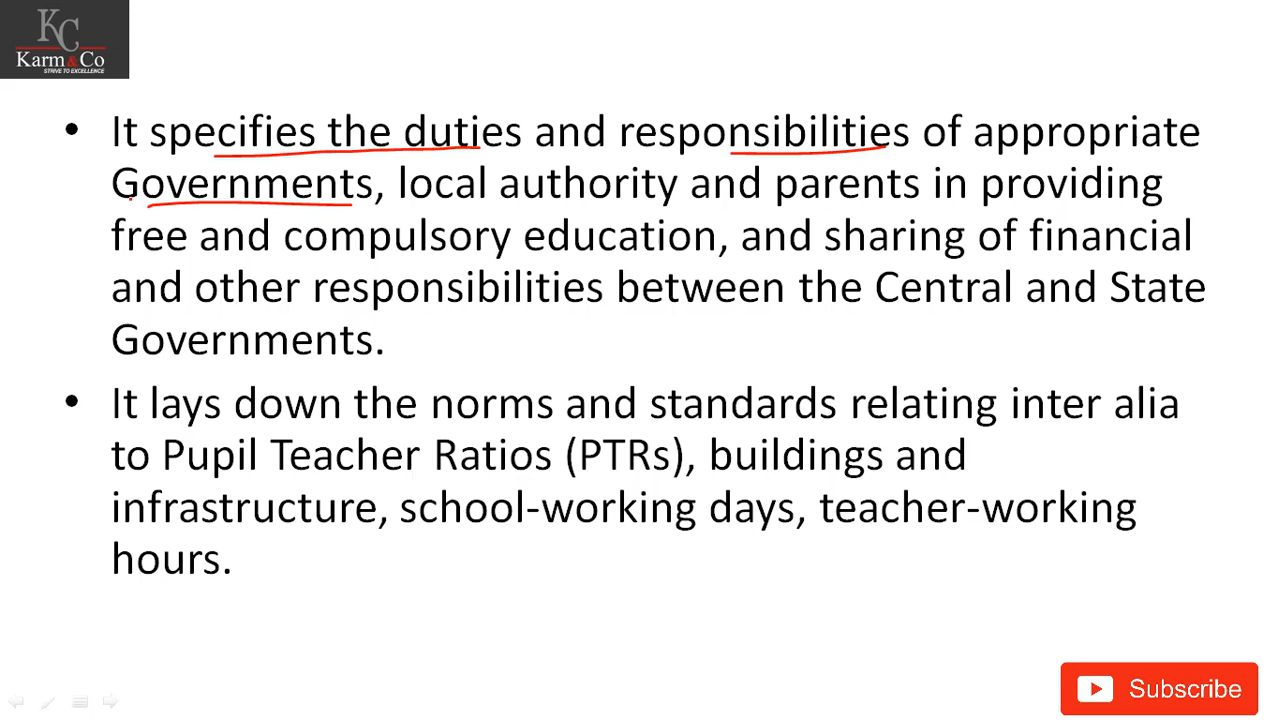 KC
Karm&Co
STRIVE TO EXCELLENCE
• It specifies the duties and responsibilities of appropriate
Governments, local authority and parents in providing
free and compulsory education, and sharing of financial
and other responsibilities between the Central and State
Governments.
• It lays down the norms and standards relating inter alia
to Pupil Teacher Ratios (PTRs), buildings and
infrastructure, school-working days, teacher-working
hours.
Subscribe